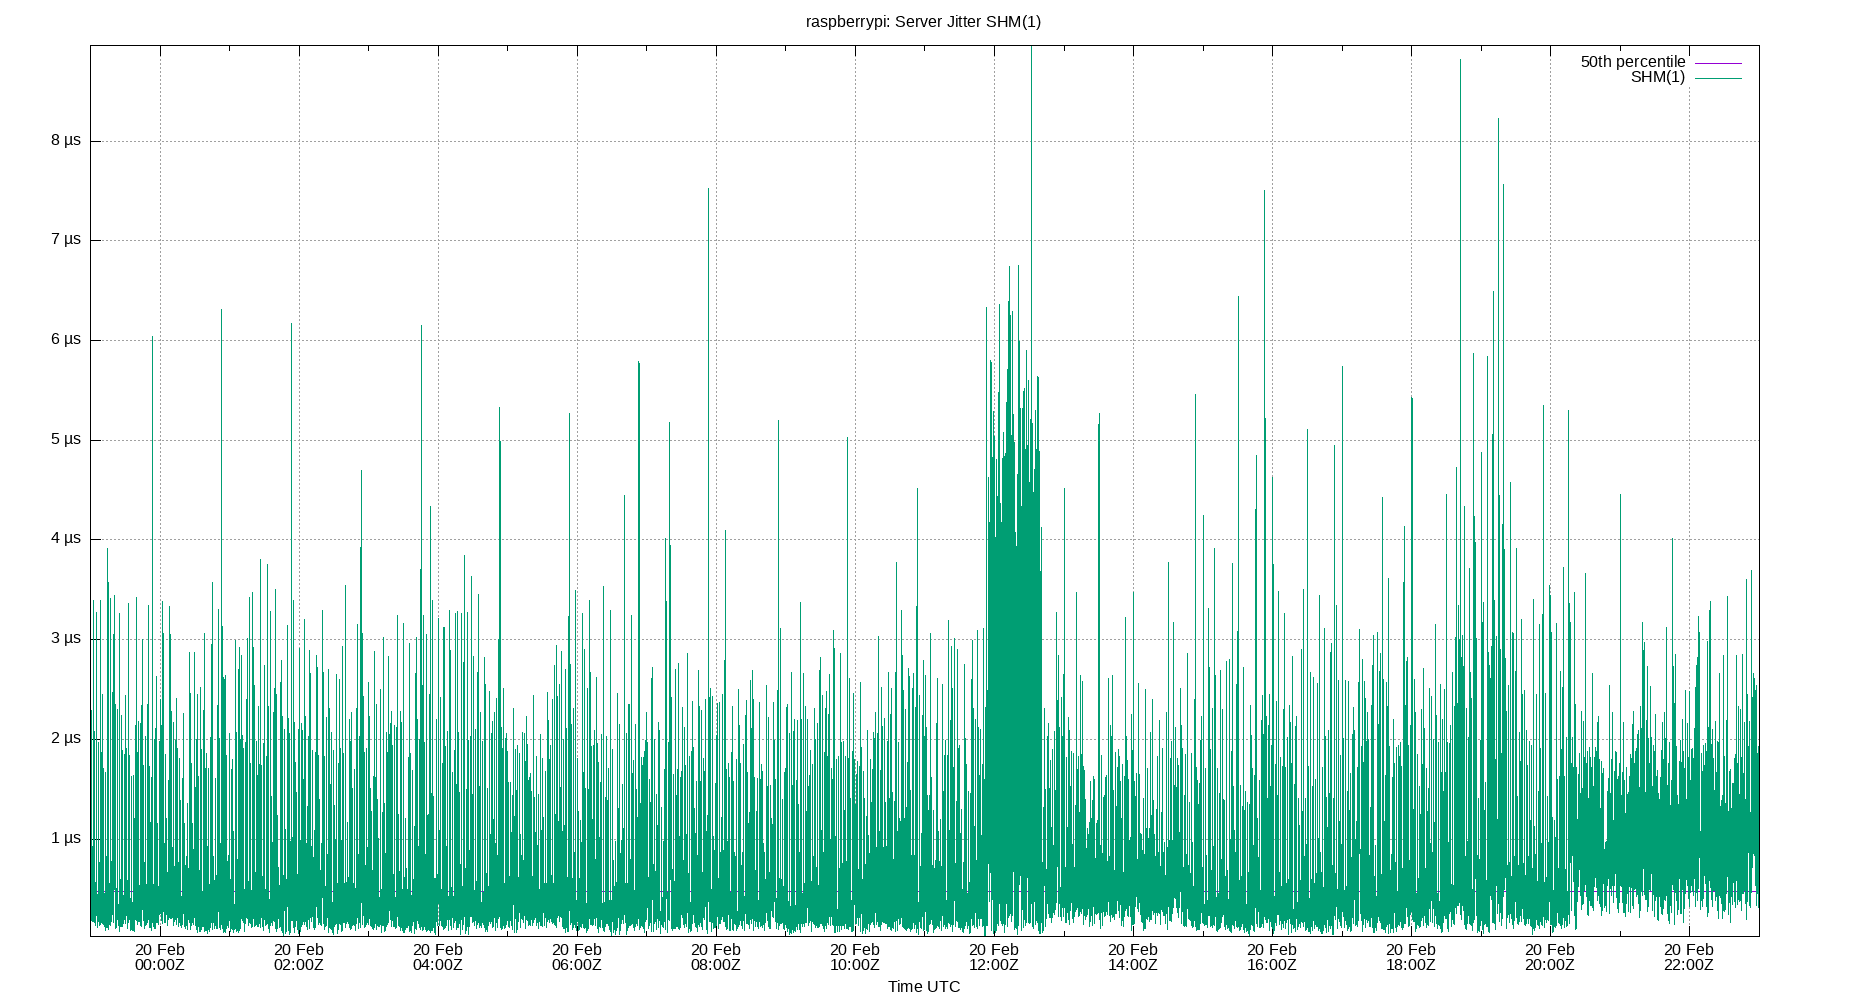 raspberrypi: Server Jitter SHM(1)
50th percentile
SHM(1)
8 µs
7 µs
6 µs
5 µs
4 µs
3 µs
2 µs
1 µs
20 Feb 20 Feb 20 Feb 20 Feb 20 Feb 20 Feb 20 Feb 20 Feb 20 Feb 20 Feb 20 Feb 20 Feb
00:00Z 02:00Z 04:00Z 06:00Z 08:00Z 10:00Z 12:00Z 14:00Z 16:00Z 18:00Z 20:00Z 22:00Z
Time UTC